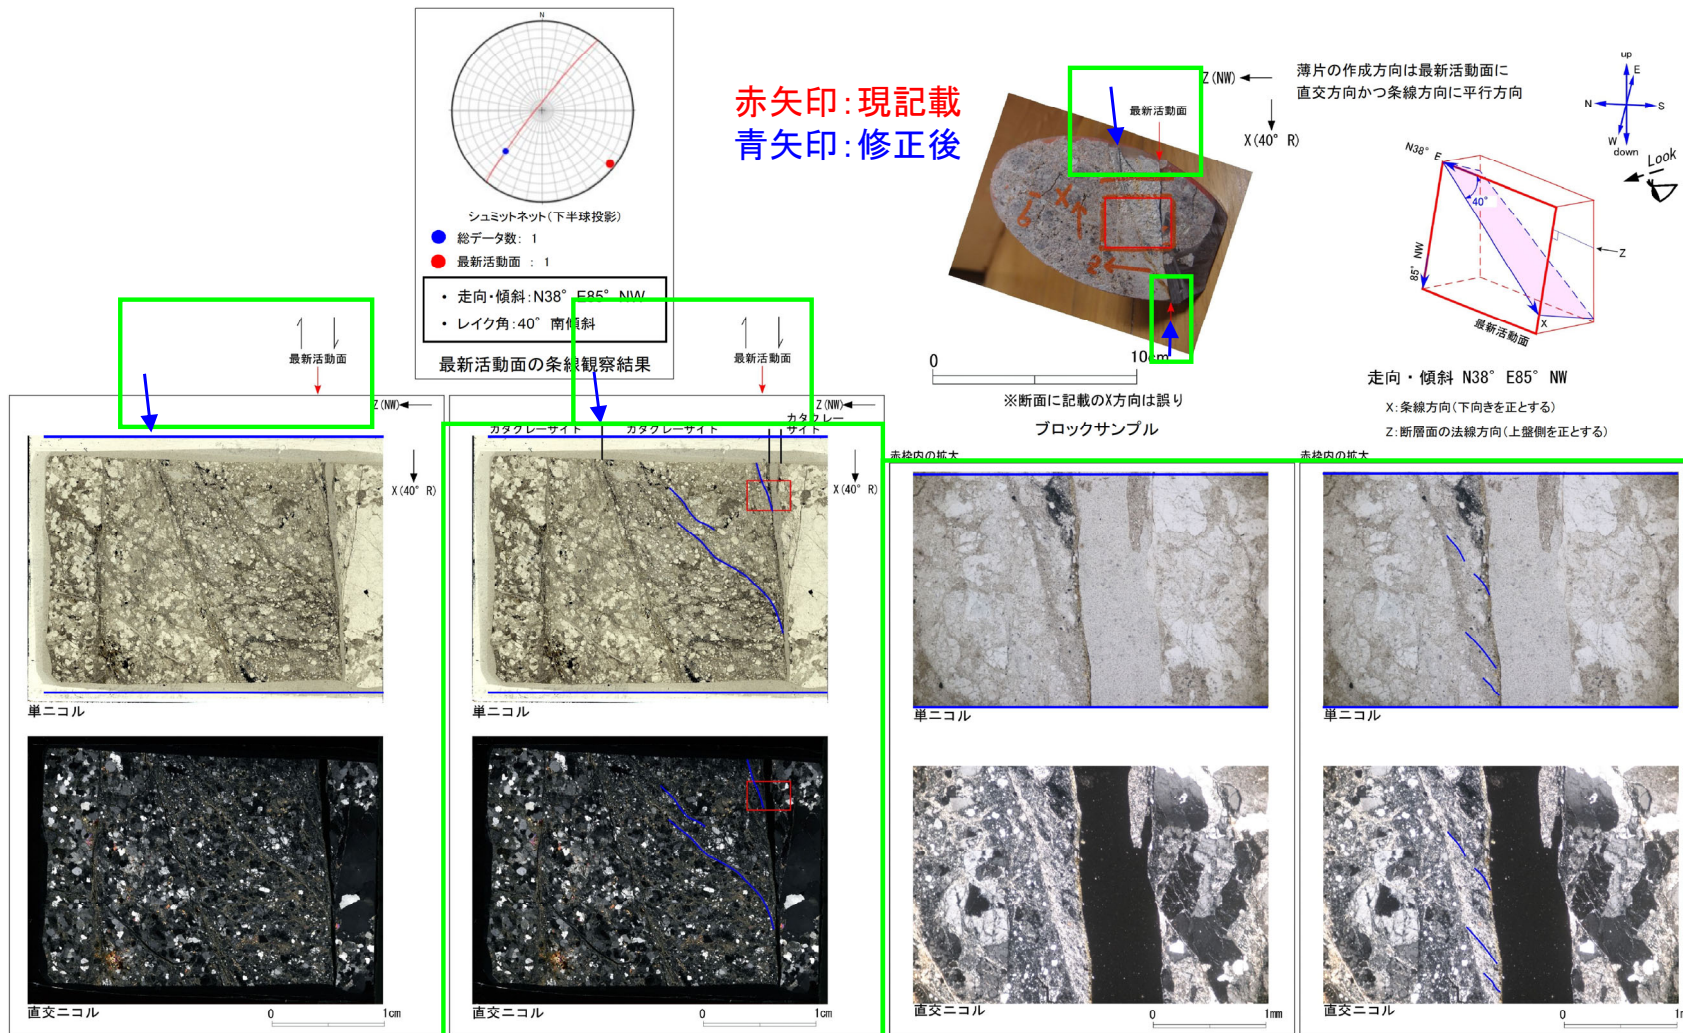 N
シュミットネット(下半球投影)
総データ数: 1
最新活動面 : 1
・ 走向・傾斜:N38° E85° NW
・ レイク角:40° 南傾斜
最新活動面の条線観察結果
赤矢印:現記載
青矢印:修正後
Z(NW)
最新活動面
X(40° R)
0
10cm
※断面に記載のX方向は誤り
ブロックサンプル
薄片の作成方向は最新活動面に
直交方向かつ条線方向に平行方向
up
E
N
S
W
down
Look
N38° E
40°
85° NW
Z
X
最新活動面
走向・傾斜 N38° E85° NW
X:条線方向(下向きを正とする)
Z:断層面の法線方向(上盤側を正とする)
最新活動面
Z(NW)
X(40° R)
単ニコル
直交ニコル
0
1cm
最新活動面
Z(NW)
カタクレーサイト
カタクレーサイト
カタクレー
サイト
X(40° R)
単ニコル
直交ニコル
0
1cm
赤枠内の拡大
単ニコル
直交ニコル
0
1mm
赤枠内の拡大
単ニコル
直交ニコル
0